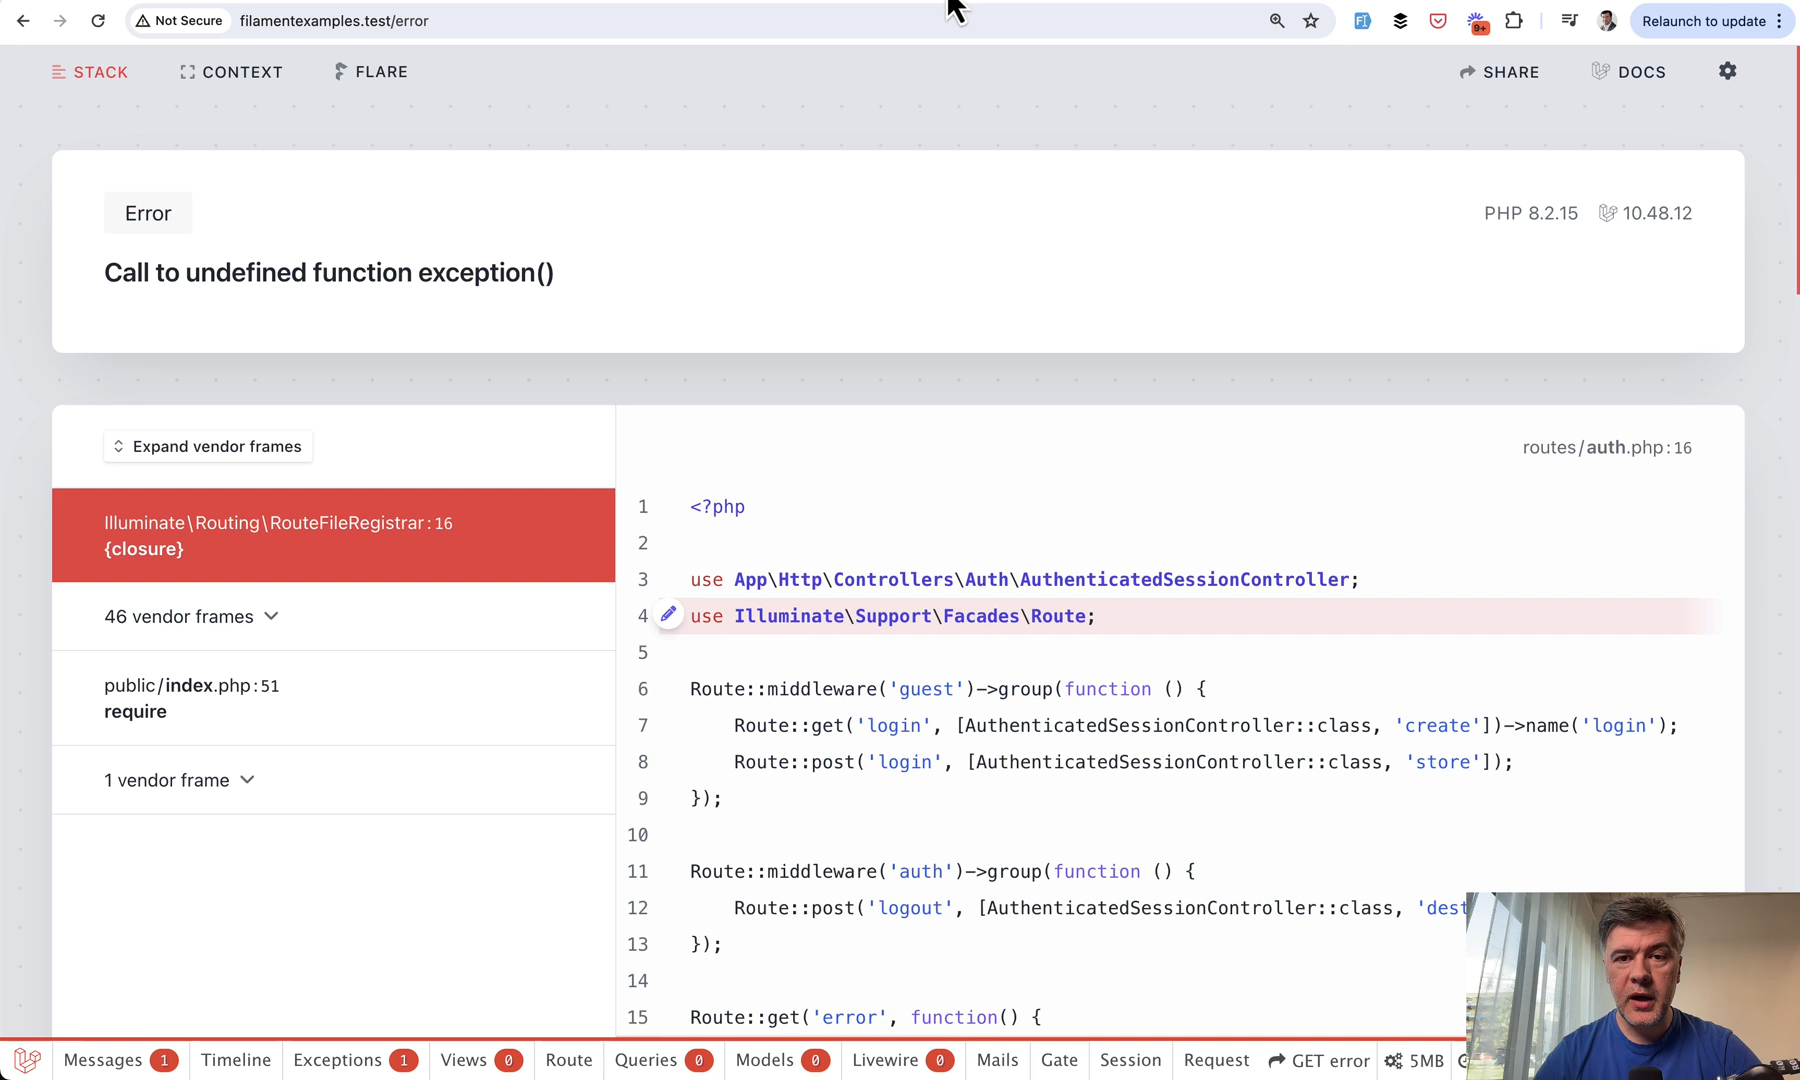 Not Secure
filamentexamples.test/error
9+
Relaunch to update
STACK
CONTEXT
FLARE
SHARE
DOCS
Error
PHP 8.2.15
10.48.12
Call to undefined function exception()
Expand vendor frames
routes/auth.php:16
Illuminate\Routing\RouteFileRegistrar:16
{closure}
46 vendor frames
public/index.php:51
require
1 vendor frame
1 <?php
2
3 use App\Http\Controllers\Auth\AuthenticatedSessionController;
4 use Illuminate\Support\Facades\Route;
5
6 Route::middleware('guest')->group(function () {
7 Route::get('login', [AuthenticatedSessionController::class, 'create'])->name('login');
8 Route::post('login', [AuthenticatedSessionController::class, 'store']);
9 });
10
11 Route::middleware('auth')->group(function () {
12 Route::post('logout', [AuthenticatedSessionController::class, 'dest
13 });
14
15 Route::get('error', function() {
Messages 1
Timeline
Exceptions 1
Views 0
Route
Queries 0
Models 0
Livewire 0
Mails
Gate
Session
Request
GET error
5MB